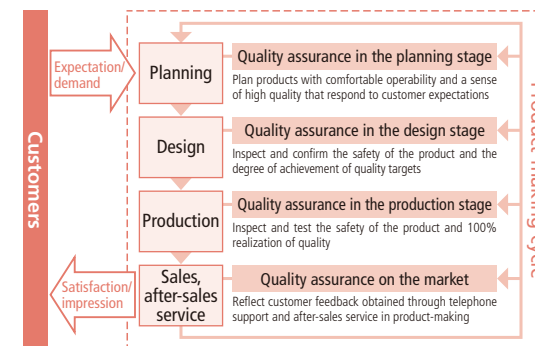 Customers
Expectation/
demand
Planning
Quality assurance in the planning stage
Plan products with comfortable operability and a sense
of high quality that respond to customer expectations
Design
Quality assurance in the design stage
Inspect and confirm the safety of the product and the
degree of achievement of quality targets
Production
Quality assurance in the production stage
Inspect and test the safety of the product and 100%
realization of quality
Satisfaction/
impression
Sales,
after-sales
service
Quality assurance on the market
Reflect customer feedback obtained through telephone
support and after-sales service in product-making
Product-making cycle